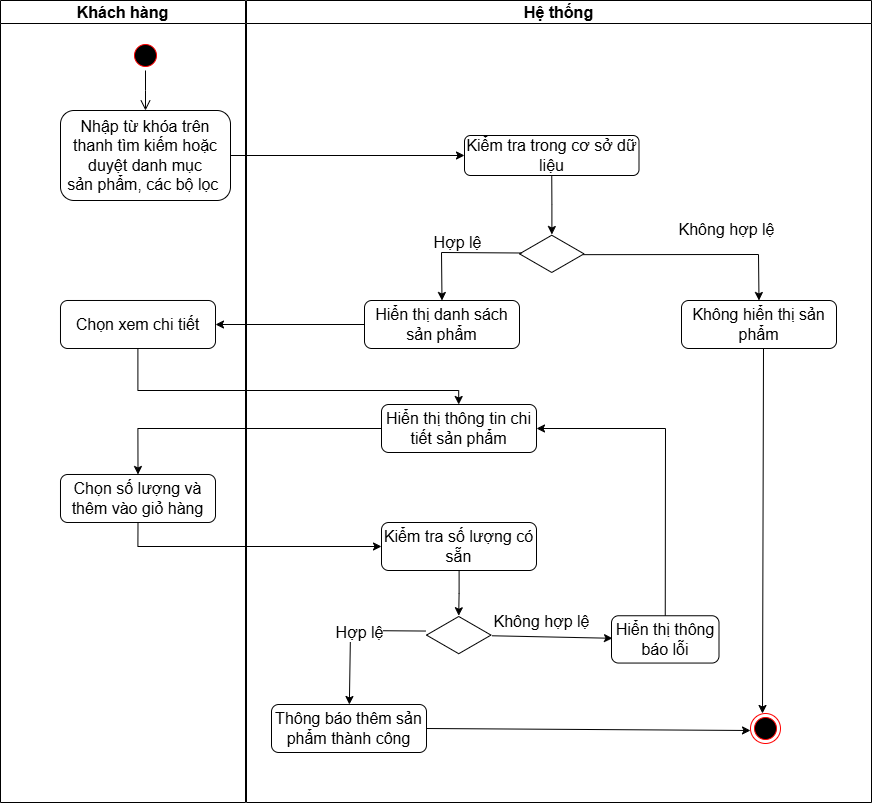 Khách hàng
Hệ thống
Nhập từ khóa trên
thanh tìm kiếm hoặc
duyệt danh mục
sản phẩm, các bộ lọc
Kiểm tra trong cơ sở dữ
liệu
Hợp lệ
Không hợp lệ
Chọn xem chi tiết
Hiển thị danh sách
sản phẩm
Không hiển thị sản
phẩm
Hiển thị thông tin chi
tiết sản phẩm
Chọn số lượng và
thêm vào giỏ hàng
Kiểm tra số lượng có
sẵn
Hợp lệ
Không hợp lệ
Hiển thị thông
báo lỗi
Thông báo thêm sản
phẩm thành công